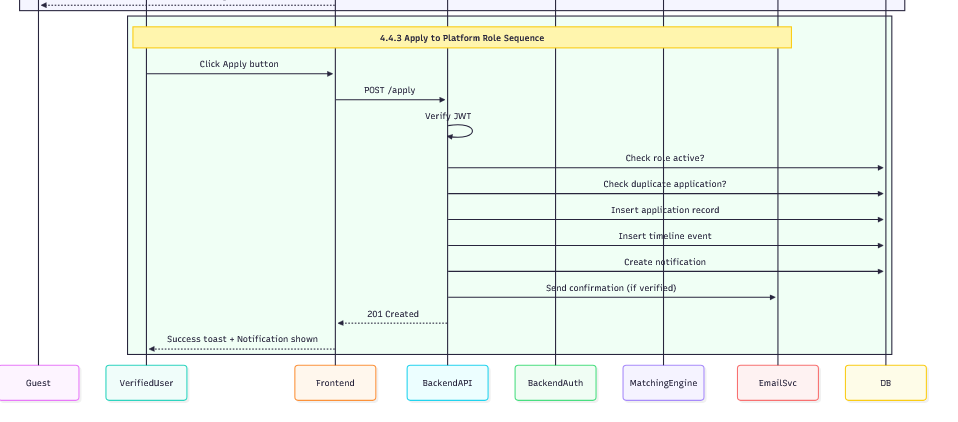 4.4.3 Apply to Platform Role Sequence
Click Apply button
POST /apply
Verify JWT
Check role active?
Check duplicate application?
Insert application record
Insert timeline event
Create notification
Send confirmation (if verified)
201 Created
Success toast + Notification shown
Guest
VerifiedUser
Frontend
BackendAPI
BackendAuth
MatchingEngine
EmailSvc
DB